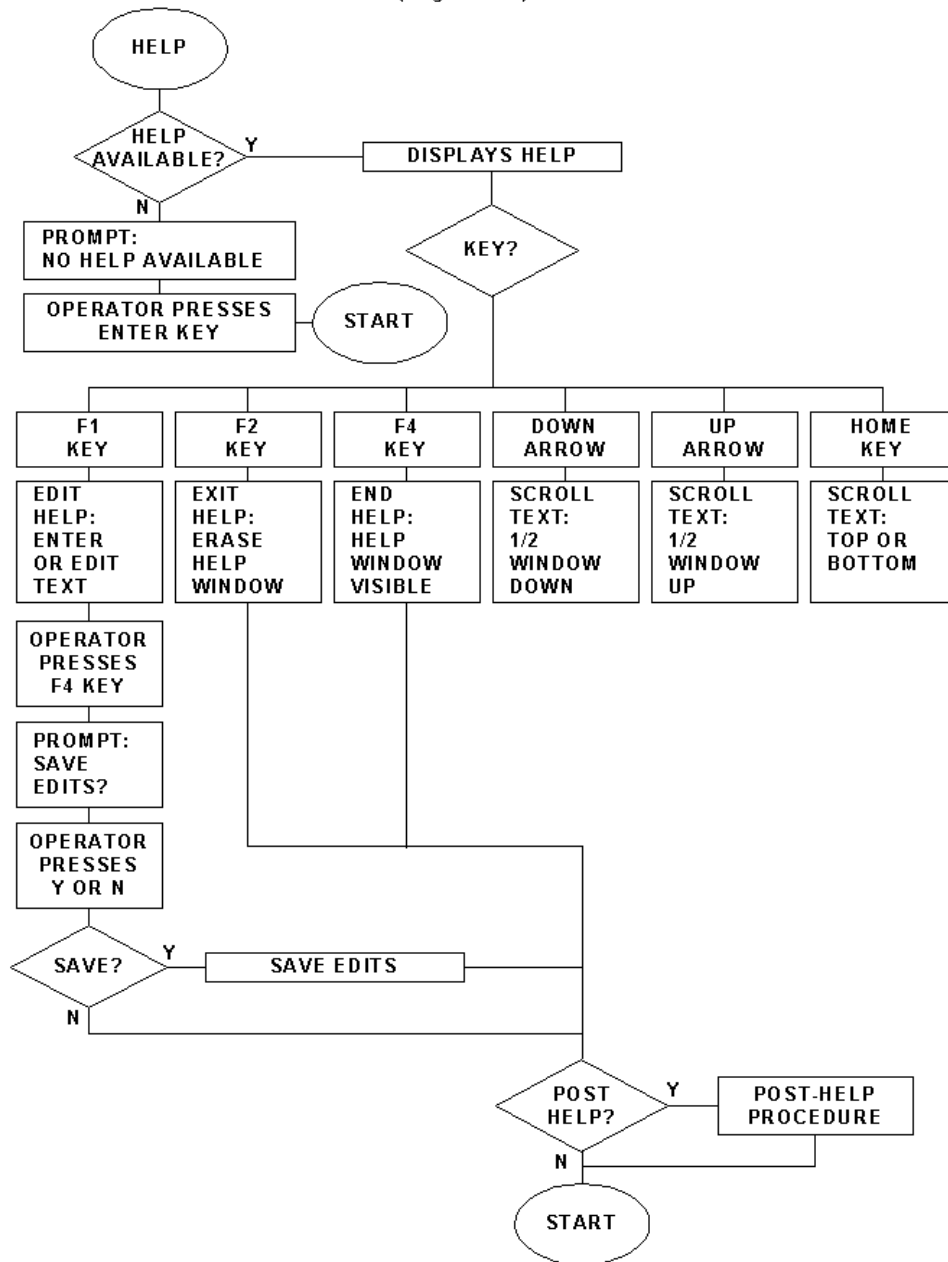 HELP
HELP
AVAILABLE?
Y
DISPLAYS HELP
N
PROMPT:
NO HELP AVAILABLE
KEY?
OPERATOR PRESSES
ENTER KEY
START
F1
KEY
F2
KEY
F4
KEY
DOWN
ARROW
UP
ARROW
HOME
KEY
EDIT
HELP:
ENTER
OR EDIT
TEXT
EXIT
HELP:
ERASE
HELP
WINDOW
END
HELP:
HELP
WINDOW
VISIBLE
SCROLL
TEXT:
1/2
WINDOW
DOWN
SCROLL
TEXT:
1/2
WINDOW
UP
SCROLL
TEXT:
TOP OR
BOTTOM
OPERATOR
PRESSES
F4 KEY
PROMPT:
SAVE
EDITS?
OPERATOR
PRESSES
Y OR N
SAVE?
Y
SAVE EDITS
N
POST
HELP?
Y
POST-HELP
PROCEDURE
N
START